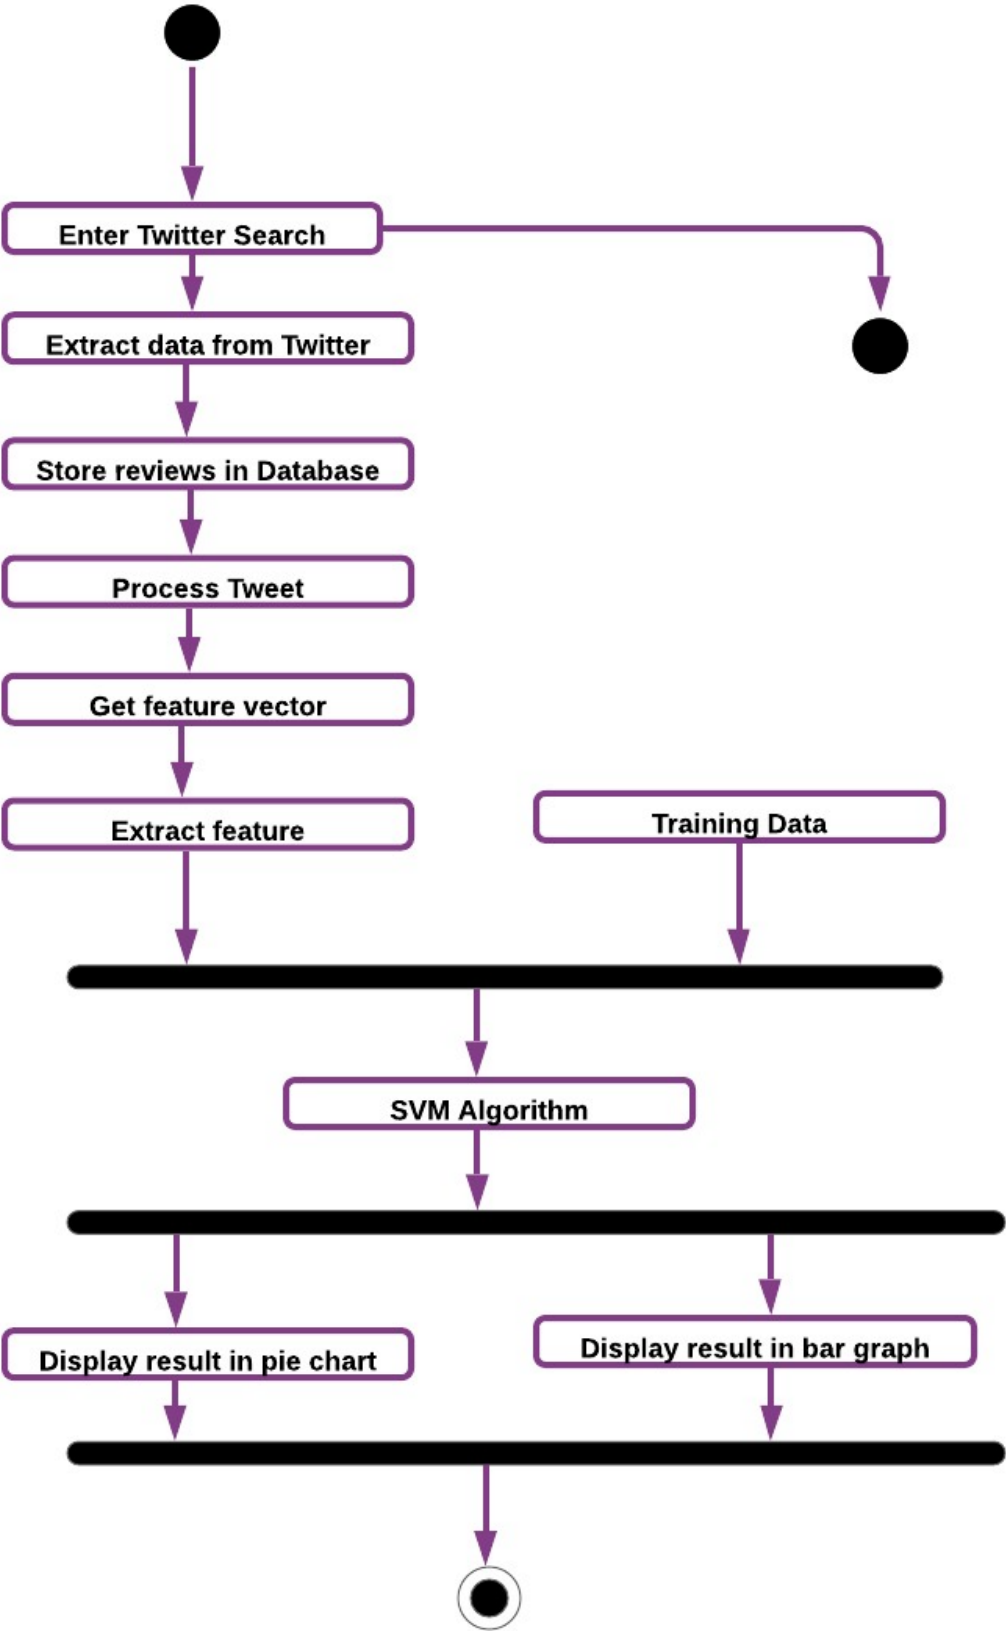 Enter Twitter Search
Extract data from Twitter
Store reviews in Database
Process Tweet
Get feature vector
Extract feature
Training Data
SVM Algorithm
Display result in pie chart
Display result in bar graph